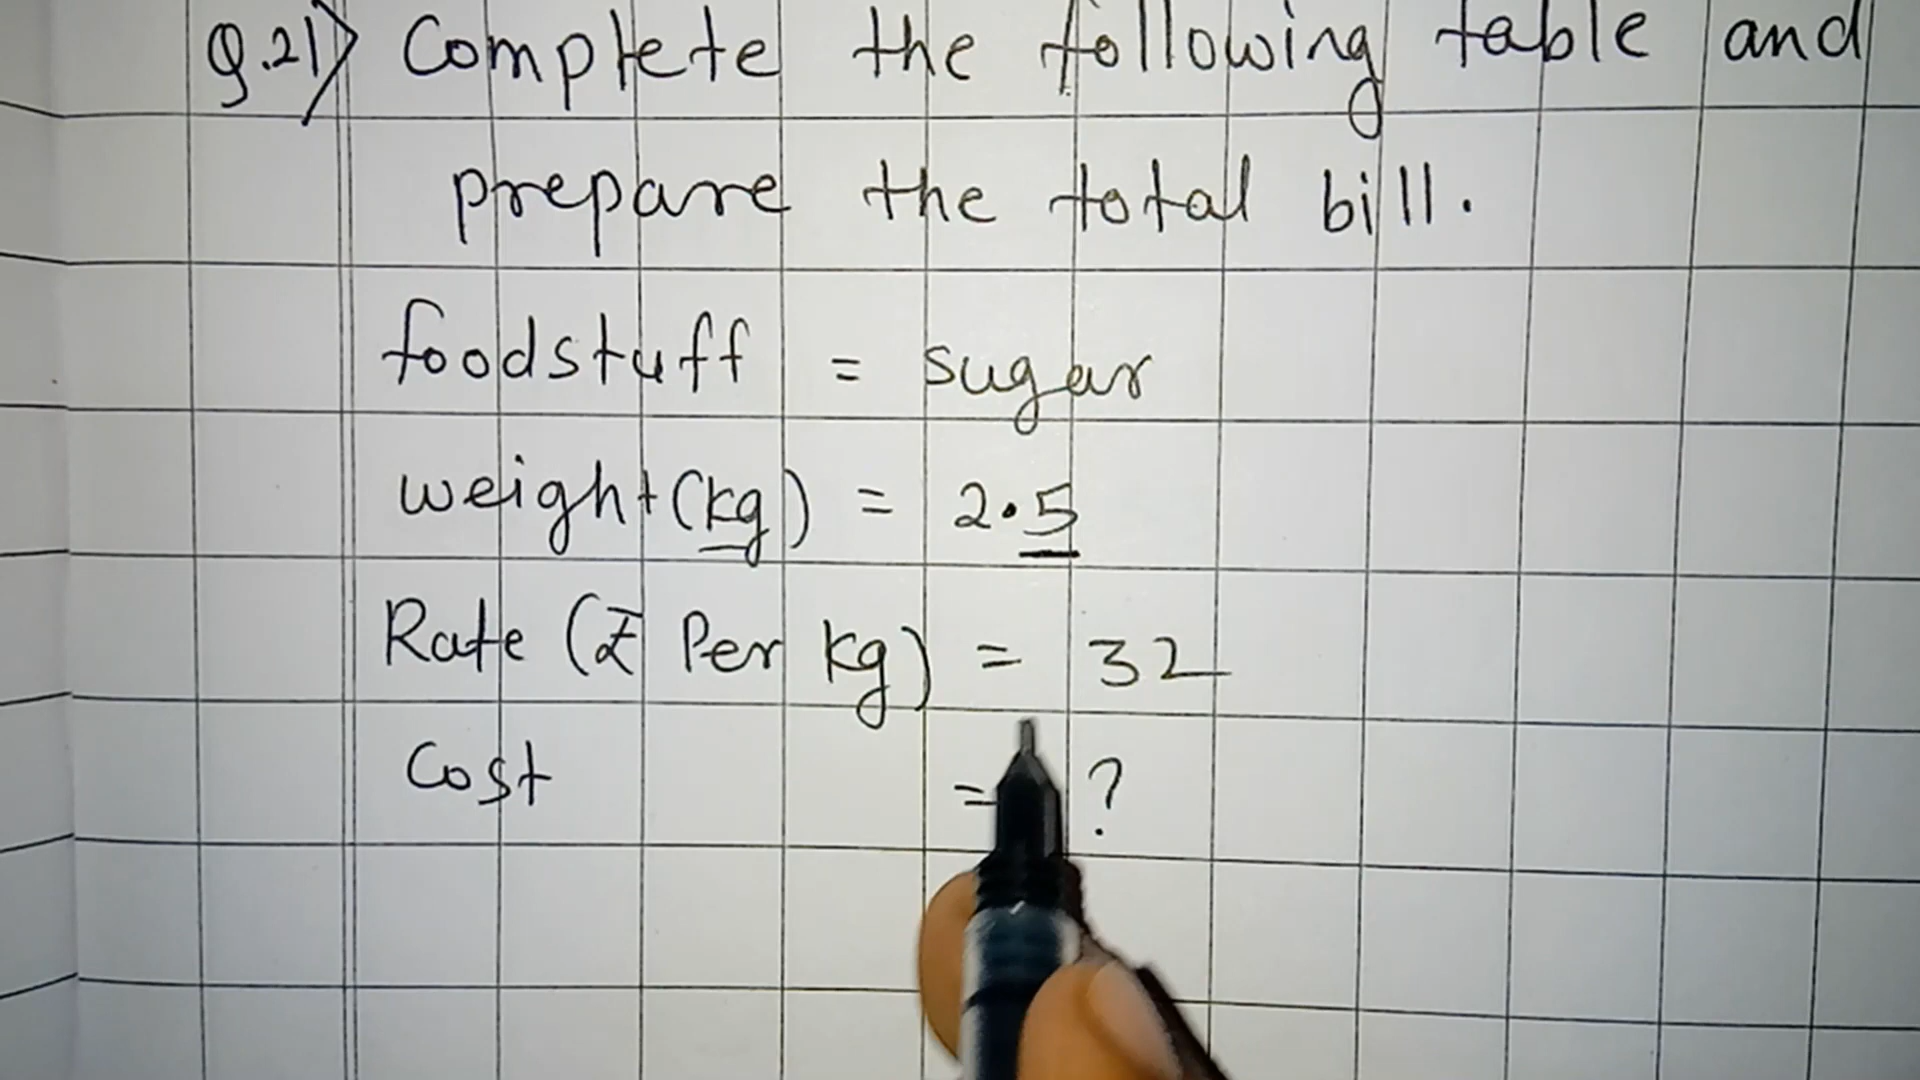 Q.21) Complete the following table and
prepare the total bill.
foodstuff = sugar
weight (kg) = 2.5
Rate (₹ Per kg) = 32
Cost = ?